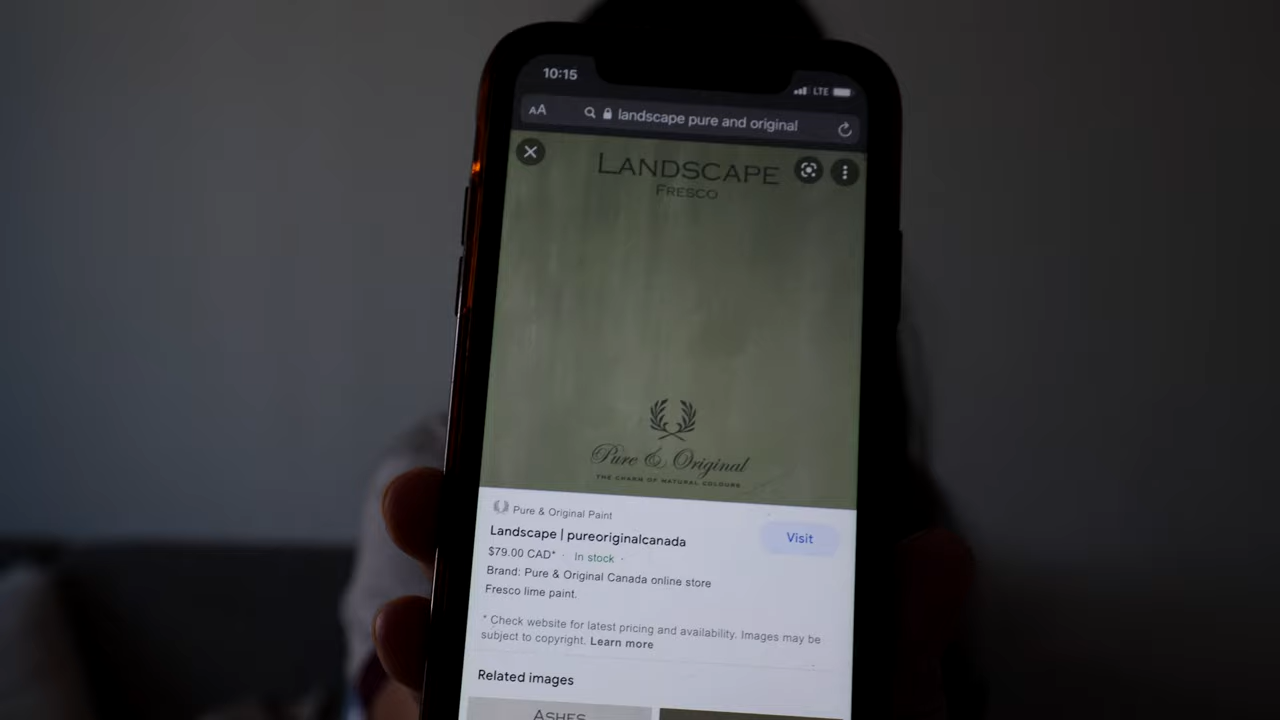 10:15
LTE
AA
landscape pure and original
LANDSCAPE
FRESCO
Pure & Original
THE CHARM OF NATURAL COLOURS
Pure & Original Paint
Landscape | pureoriginalcanada
Visit
$79.00 CAD* · In stock ·
Brand: Pure & Original Canada online store
Fresco lime paint.
* Check website for latest pricing and availability. Images may be
subject to copyright. Learn more
Related images
ASHES